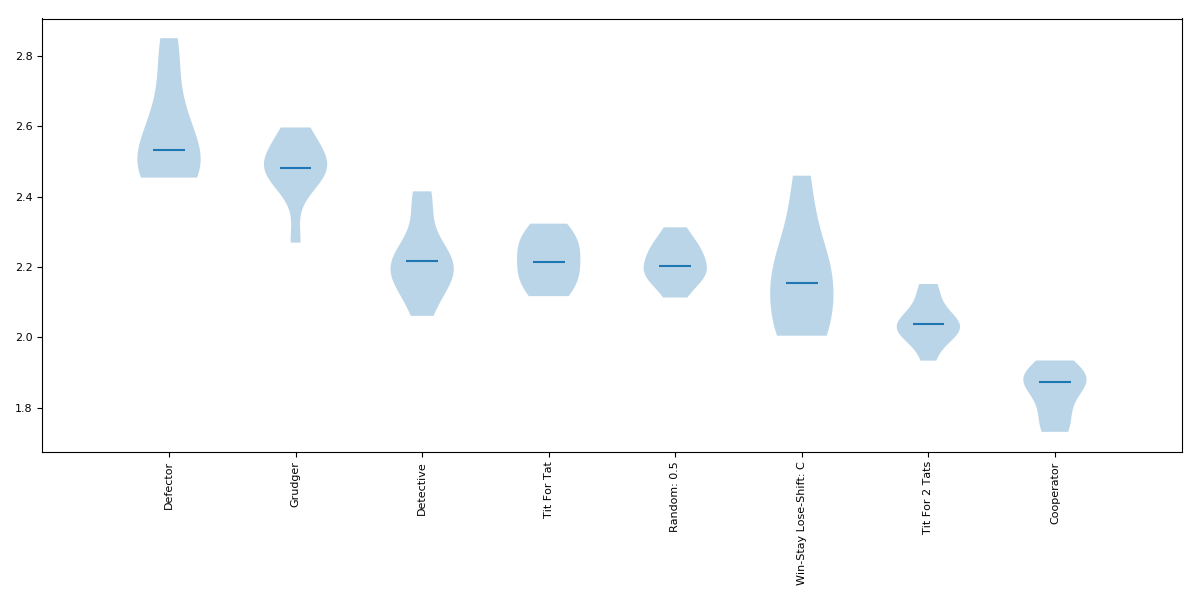 2.8
2.6
2.4
2.2
2.0
1.8
Defector
Grudger
Detective
Tit For Tat
Random: 0.5
Win-Stay Lose-Shift: C
Tit For 2 Tats
Cooperator